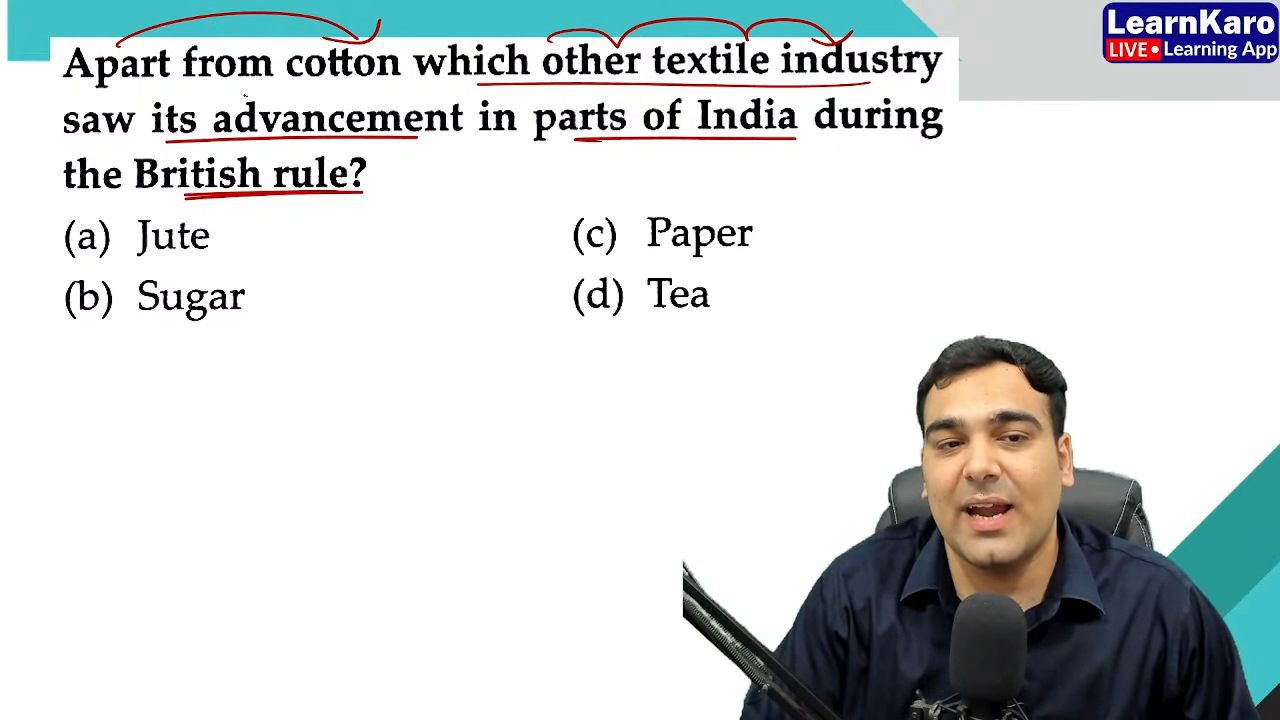 LearnKaro
LIVE • Learning App
Apart from cotton which other textile industry
saw its advancement in parts of India during
the British rule?
(a) Jute
(c) Paper
(b) Sugar
(d) Tea